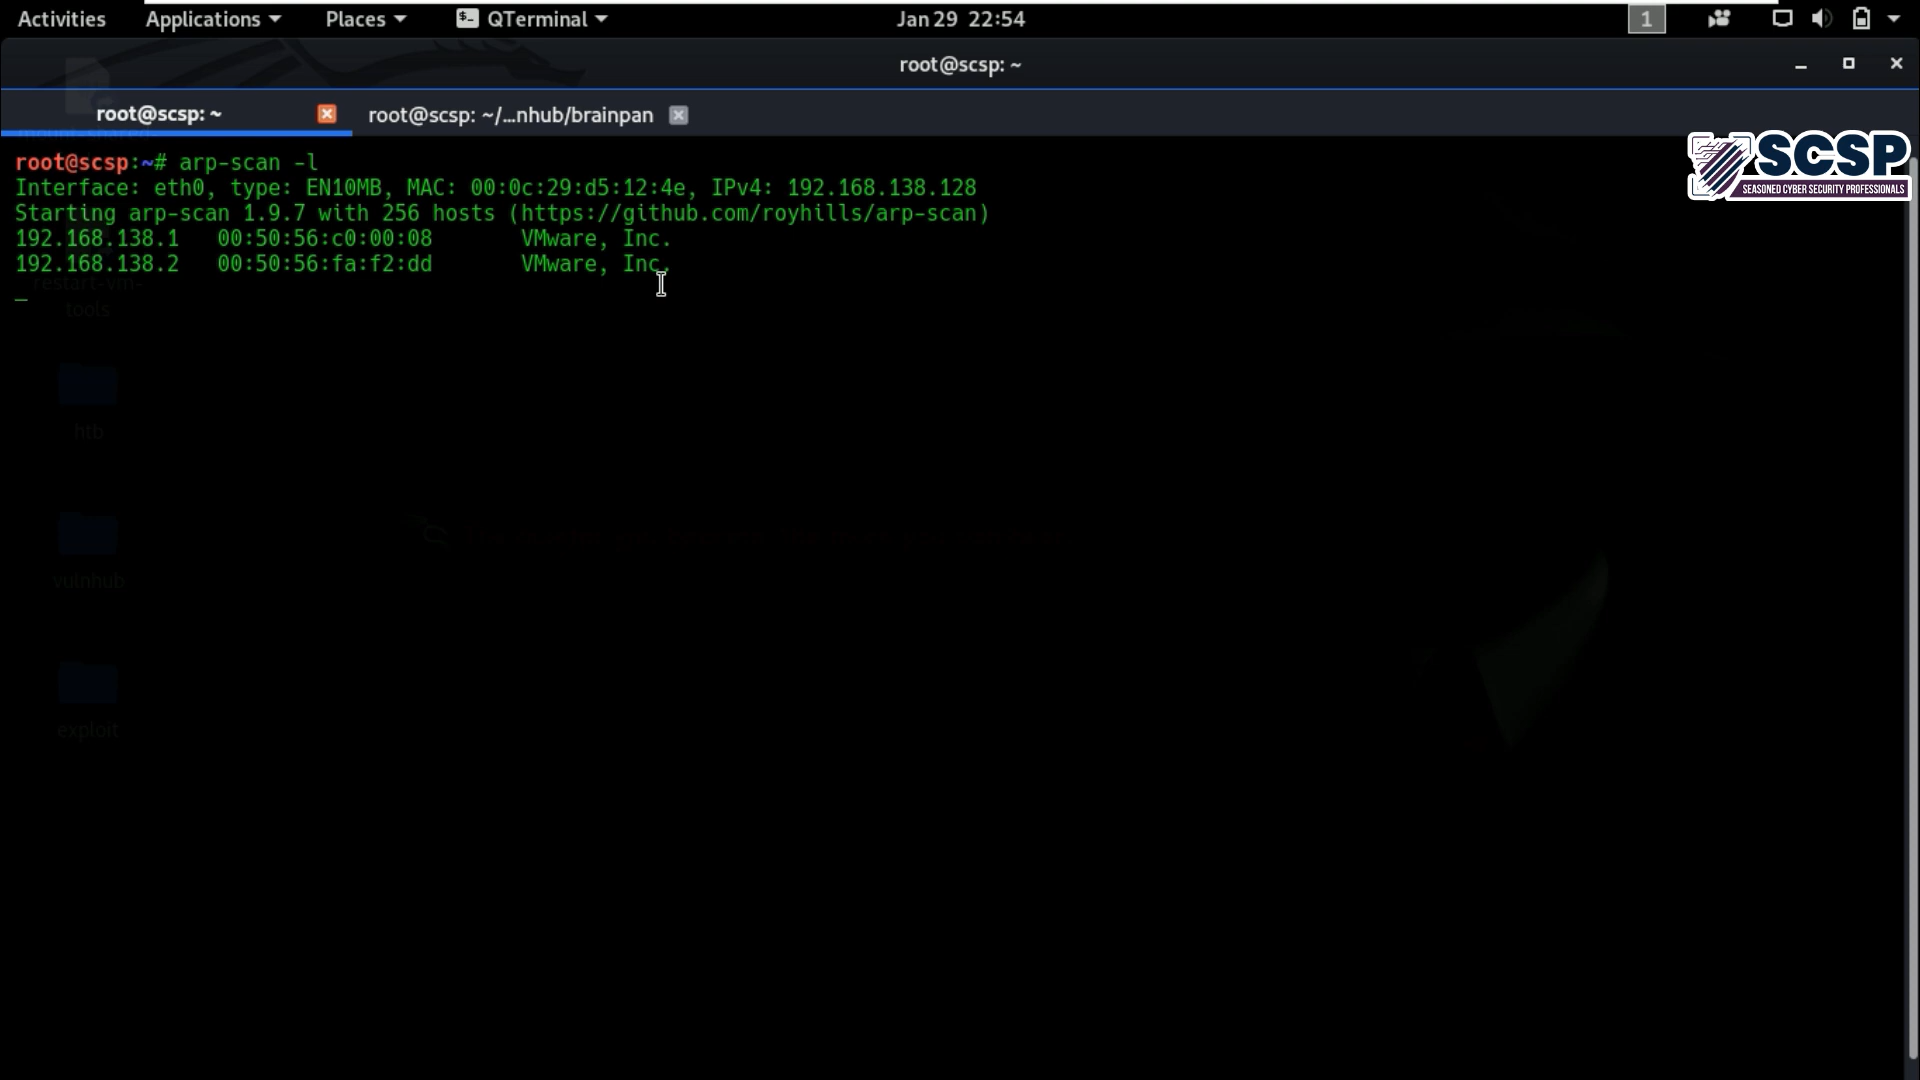 Activities Applications Places QTerminal Jan 29 22:54 1
root@scsp: ~
root@scsp: ~ root@scsp: ~/...nhub/brainpan
root@scsp:~# arp-scan -l
Interface: eth0, type: EN10MB, MAC: 00:0c:29:d5:12:4e, IPv4: 192.168.138.128
Starting arp-scan 1.9.7 with 256 hosts (https://github.com/royhills/arp-scan)
192.168.138.1 00:50:56:c0:00:08 VMware, Inc.
192.168.138.2 00:50:56:fa:f2:dd VMware, Inc.
SCSP
SEASONED CYBER SECURITY PROFESSIONALS
mount-shared-
restart-vm-
tools
htb
vulnhub
exploit